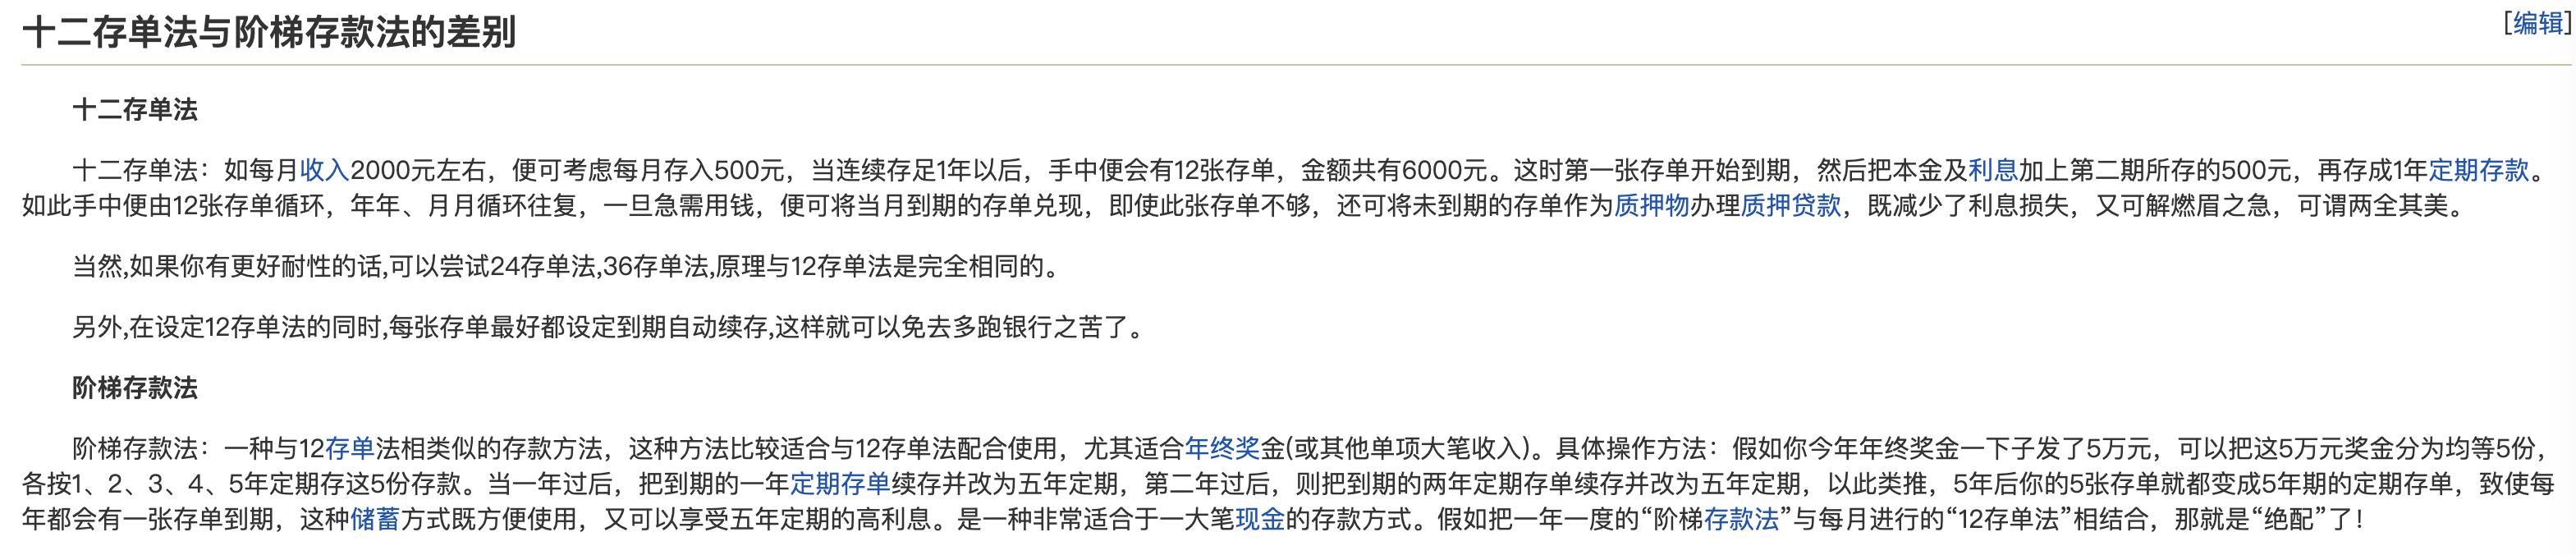 十二存单法与阶梯存款法的差别
[编辑]
十二存单法
十二存单法：如每月收入2000元左右，便可考虑每月存入500元，当连续存足1年以后，手中便会有12张存单，金额共有6000元。这时第一张存单开始到期，然后把本金及利息加上第二期所存的500元，再存成1年定期存款。
如此手中便由12张存单循环，年年、月月循环往复，一旦急需用钱，便可将当月到期的存单兑现，即使此张存单不够，还可将未到期的存单作为质押物办理质押贷款，既减少了利息损失，又可解燃眉之急，可谓两全其美。
当然,如果你有更好耐性的话,可以尝试24存单法,36存单法,原理与12存单法是完全相同的。
另外,在设定12存单法的同时,每张存单最好都设定到期自动续存,这样就可以免去多跑银行之苦了。
阶梯存款法
阶梯存款法：一种与12存单法相类似的存款方法，这种方法比较适合与12存单法配合使用，尤其适合年终奖金(或其他单项大笔收入)。具体操作方法：假如你今年年终奖金一下子发了5万元，可以把这5万元奖金分为均等5份，
各按1、2、3、4、5年定期存这5份存款。当一年过后，把到期的一年定期存单续存并改为五年定期，第二年过后，则把到期的两年定期存单续存并改为五年定期，以此类推，5年后你的5张存单就都变成5年期的定期存单，致使每
年都会有一张存单到期，这种储蓄方式既方便使用，又可以享受五年定期的高利息。是一种非常适合于一大笔现金的存款方式。假如把一年一度的“阶梯存款法”与每月进行的“12存单法”相结合，那就是“绝配”了！